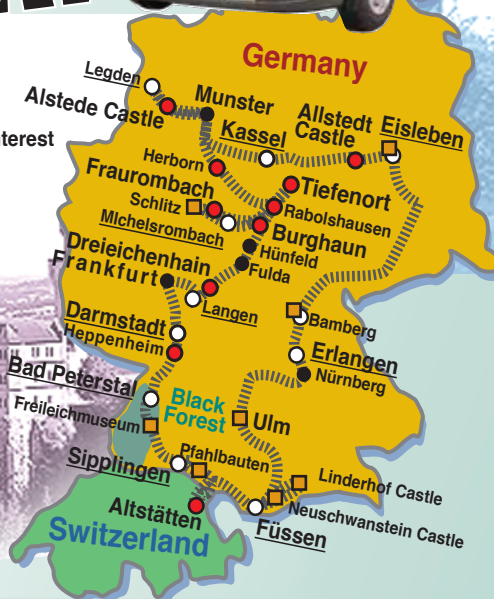 Germany
Legden
Alstede Castle
Munster
Kassel
Allstedt
Castle
Eisleben
nterest
Herborn
Fraurombach
Schlitz
MIchelsrombach
Tiefenort
Rabolshausen
Burghaun
Hünfeld
Fulda
Dreieichenhain
Frankfurt
Langen
Darmstadt
Heppenheim
Bamberg
Erlangen
Nürnberg
Bad Peterstal
Black
Forest
Freileichmuseum
Ulm
Sipplingen
Pfahlbauten
Linderhof Castle
Neuschwanstein Castle
Altstätten
Füssen
Switzerland